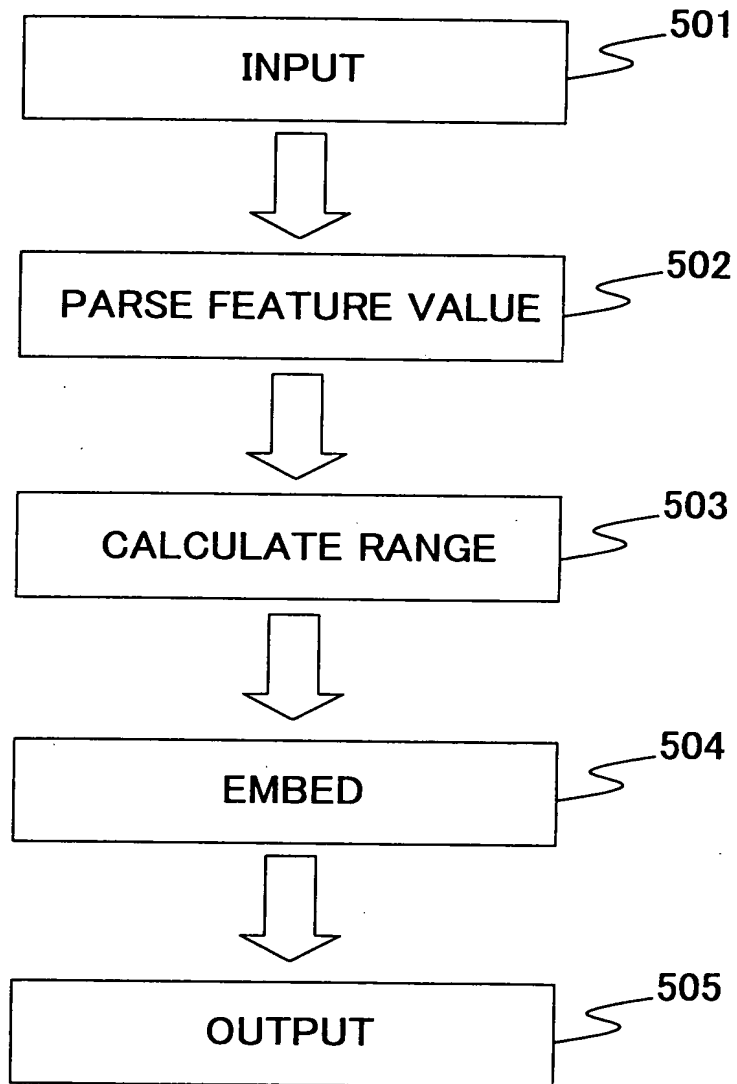 501
INPUT
502
PARSE FEATURE VALUE
503
CALCULATE RANGE
504
EMBED
505
OUTPUT